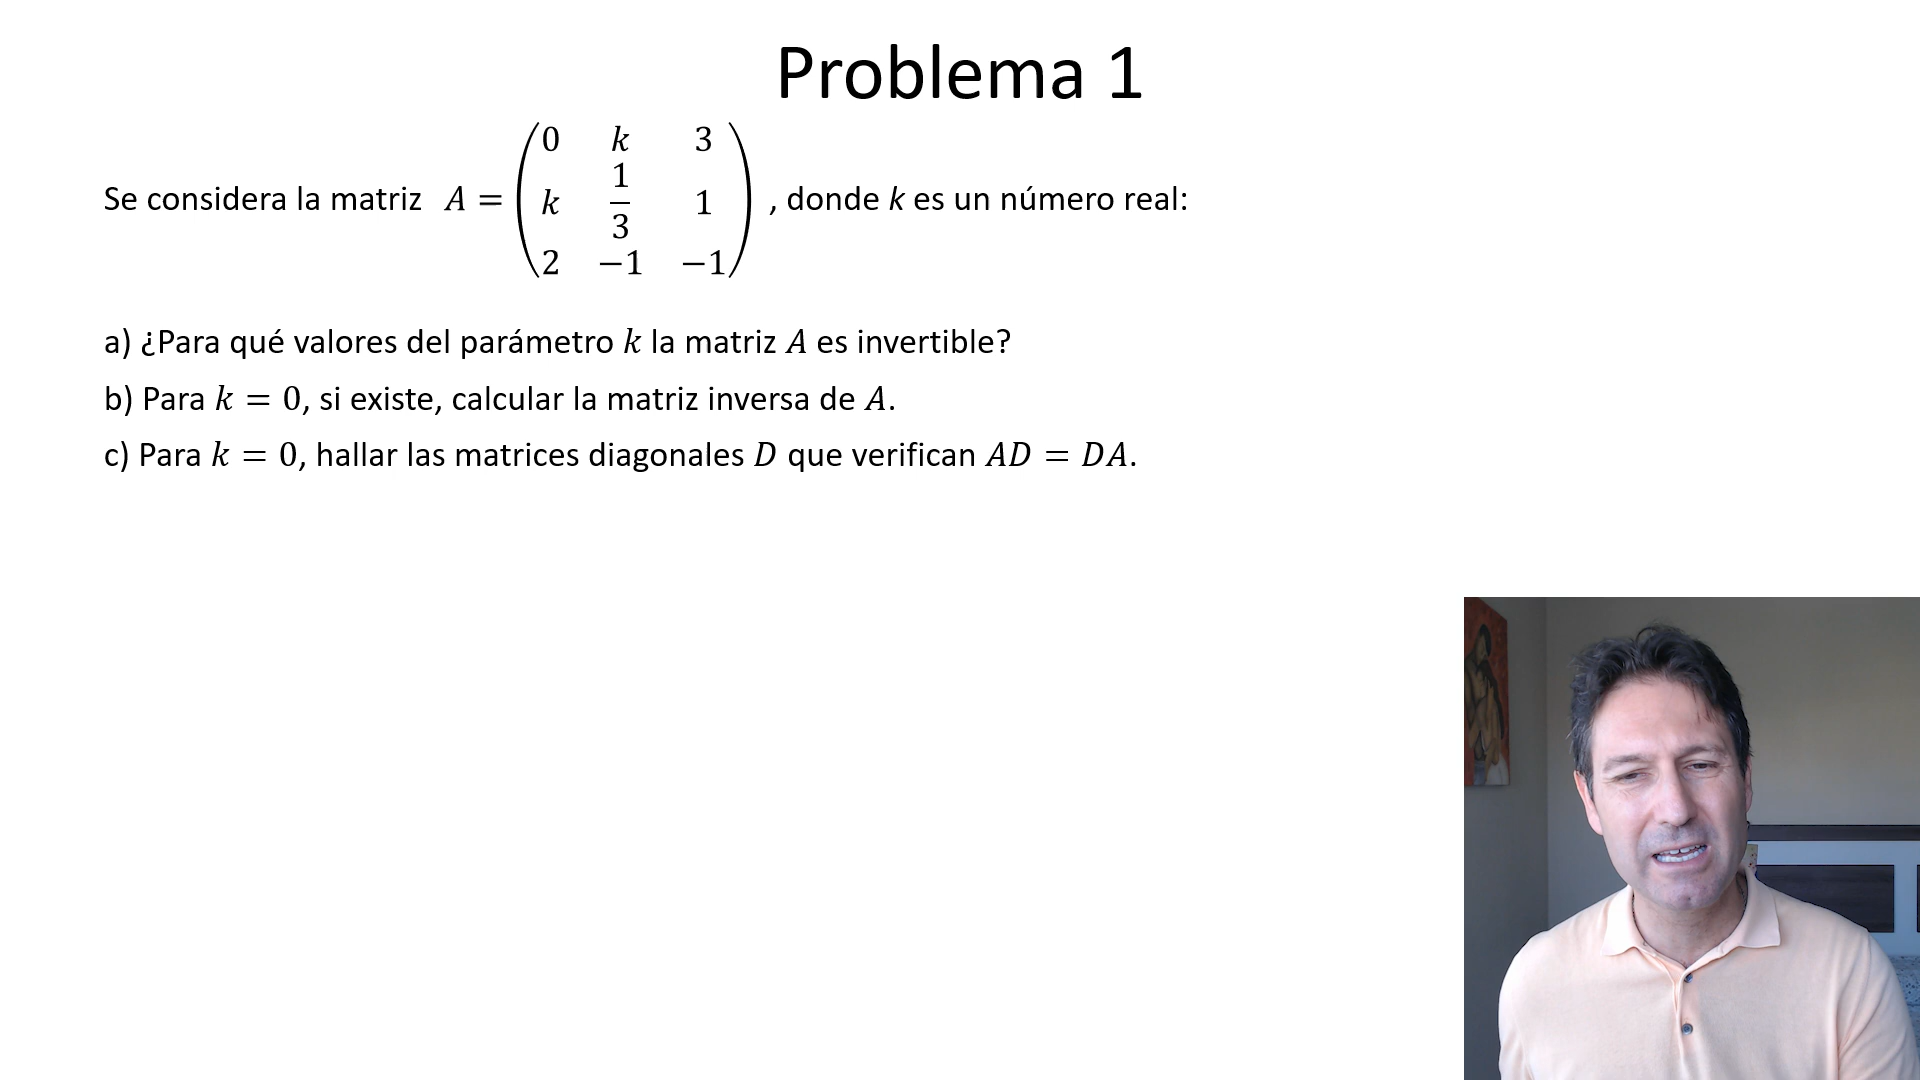 Problema 1
Se considera la matriz A = ( 0 k 3 ; k 1/3 1 ; 2 −1 −1 ) , donde k es un número real:
a) ¿Para qué valores del parámetro k la matriz A es invertible?
b) Para k = 0, si existe, calcular la matriz inversa de A.
c) Para k = 0, hallar las matrices diagonales D que verifican AD = DA.